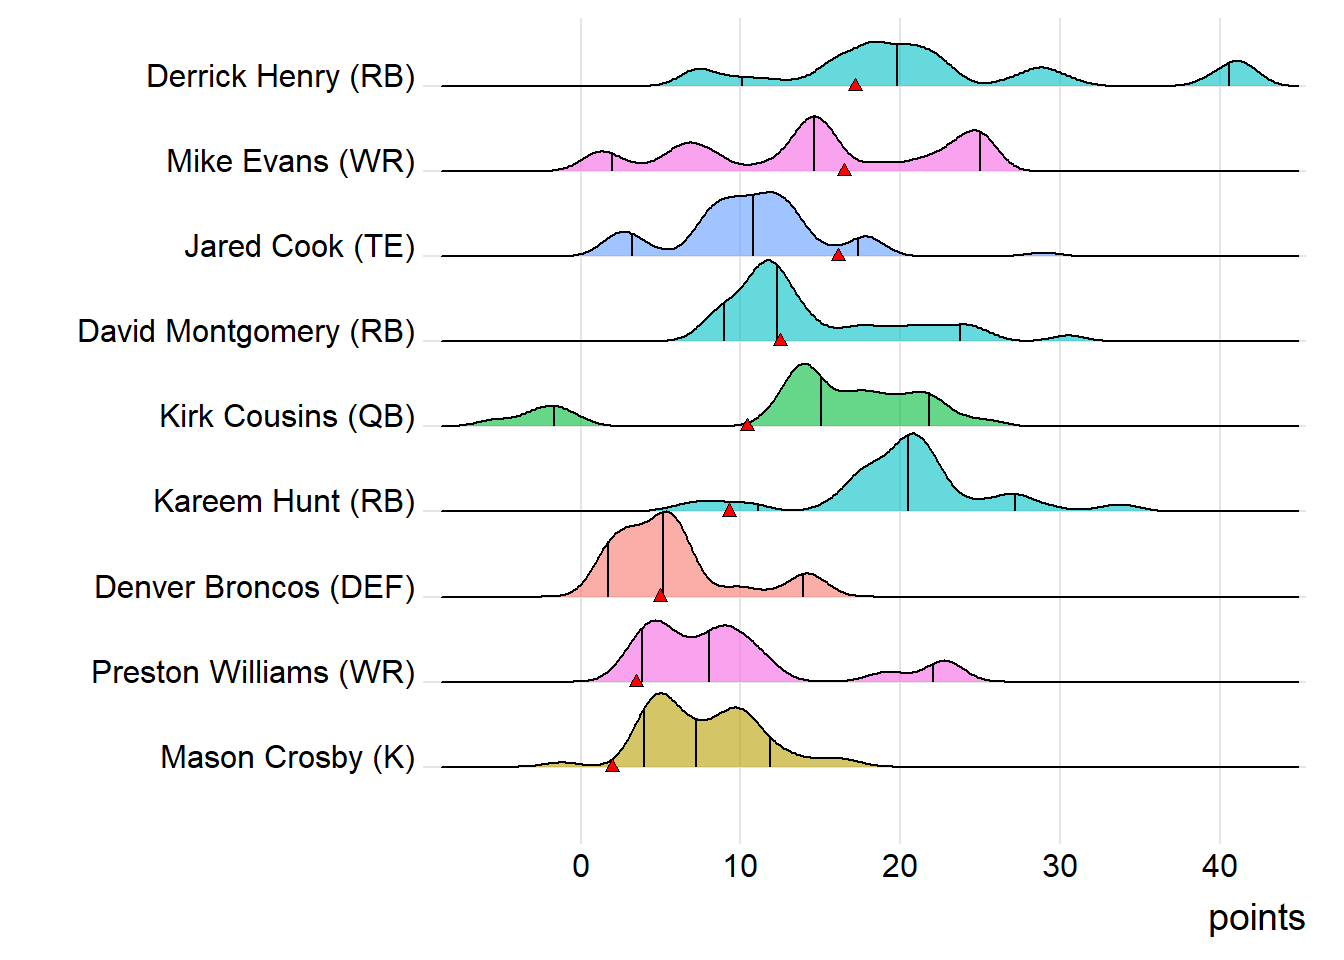 Derrick Henry (RB)
Mike Evans (WR)
Jared Cook (TE)
David Montgomery (RB)
Kirk Cousins (QB)
Kareem Hunt (RB)
Denver Broncos (DEF)
Preston Williams (WR)
Mason Crosby (K)
0 10 20 30 40
points